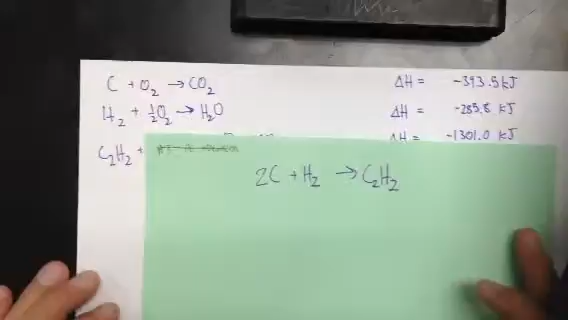 C + O₂ → CO₂ ΔH = -393.5 kJ
H₂ + ½O₂ → H₂O ΔH = -285.8 kJ
C₂H₂ + ΔH = -1301.0 kJ
2C + H₂ → C₂H₂